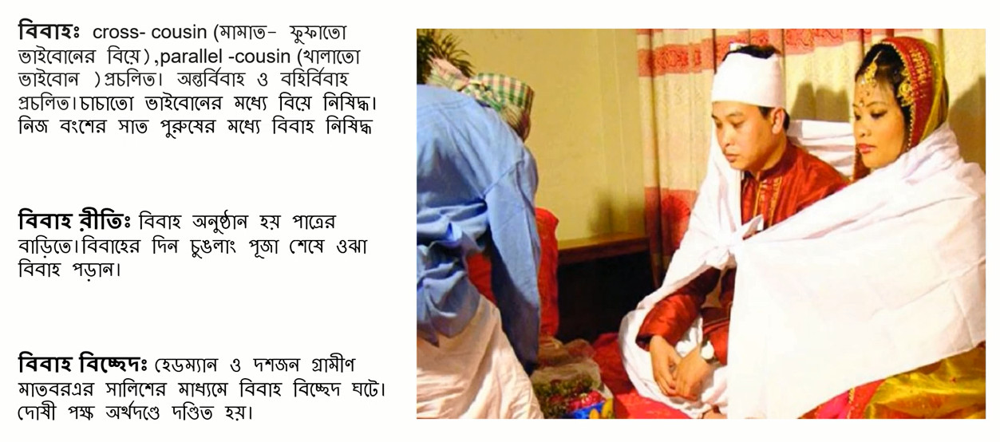 বিবাহঃ cross- cousin (মামাত– ফুফাতো
ভাইবোনের বিয়ে) ,parallel -cousin (খালাতো
ভাইবোন )প্রচলিত। অন্তর্বিবাহ ও বহির্বিবাহ
প্রচলিত।চাচাতো ভাইবোনের মধ্যে বিয়ে নিষিদ্ধ।
নিজ বংশের সাত পুরুষের মধ্যে বিবাহ নিষিদ্ধ
বিবাহ রীতিঃ বিবাহ অনুষ্ঠান হয় পাত্রের
বাড়িতে।বিবাহের দিন চুঙলাং পূজা শেষে ওঝা
বিবাহ পড়ান।
বিবাহ বিচ্ছেদঃ হেডম্যান ও দশজন গ্রামীণ
মাতবরএর সালিশের মাধ্যমে বিবাহ বিচ্ছেদ ঘটে।
দোষী পক্ষ অর্থদণ্ডে দণ্ডিত হয়।